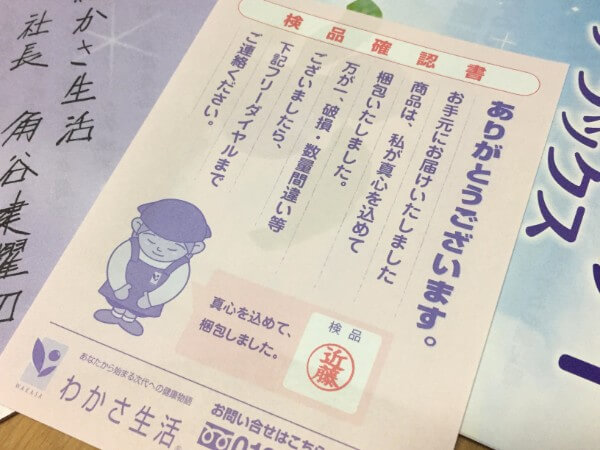 わかさ生活
社長 角谷建耀知
検品確認書
ありがとうございます。
お手元にお届けいたしました
商品は、私が真心を込めて
梱包いたしました。
万が一、破損・数量間違い等
ございましたら、
下記フリーダイヤルまで
ご連絡ください。
真心を込めて、
梱包しました。
検品
近藤
あなたから始まる次代への健康物語
WAKASA
わかさ生活
お問い合せはこちら